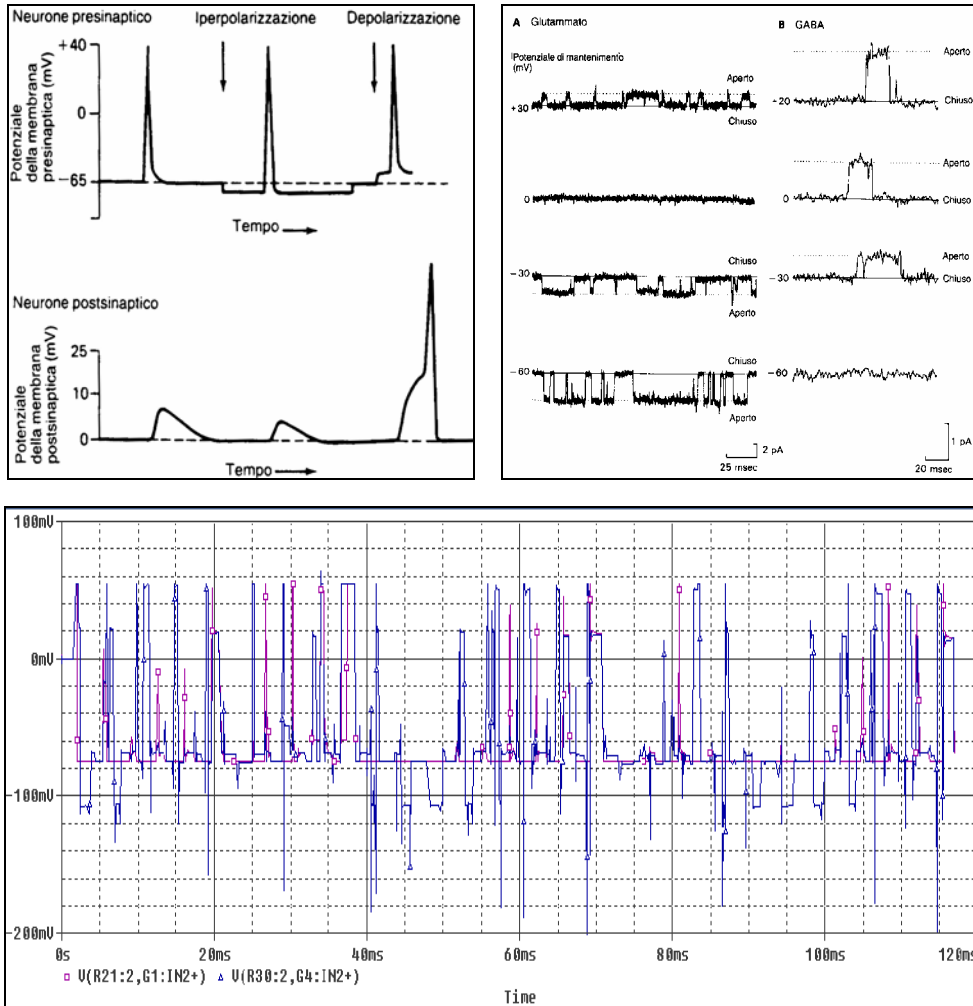 Neurone presinaptico
Iperpolarizzazione
Depolarizzazione
Potenziale
della membrana
presinaptica (mV)
+40
0
−65
Tempo
Neurone postsinaptico
Potenziale
della membrana
postsinaptica (mV)
25
10
0
Tempo
A Glutammato
Potenziale di mantenimento
(mV)
Aperto
+30
Chiuso
0
Chiuso
−30
Aperto
Chiuso
−60
Aperto
2 pA
25 msec
B GABA
Aperto
+20
Chiuso
Aperto
0
Chiuso
Aperto
−30
Chiuso
−60
1 pA
20 msec
100mV
0mV
-100mV
-200mV
0s 20ms 40ms 60ms 80ms 100ms 120ms
V(R21:2,G1:IN2+) V(R30:2,G4:IN2+)
Time